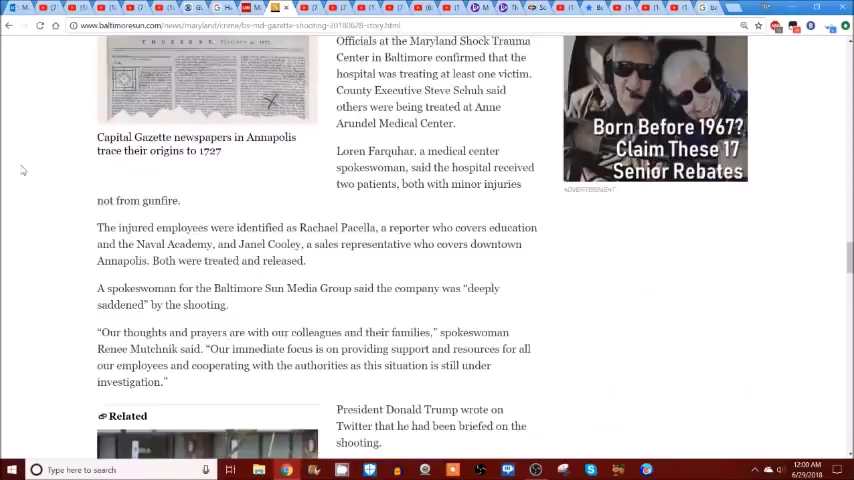 www.baltimoresun.com/news/maryland/crime/bs-md-gazette-shooting-20180628-story.html
Officials at the Maryland Shock Trauma
Center in Baltimore confirmed that the
hospital was treating at least one victim.
County Executive Steve Schuh said
others were being treated at Anne
Arundel Medical Center.
Capital Gazette newspapers in Annapolis
trace their origins to 1727
Loren Farquhar, a medical center
spokeswoman, said the hospital received
two patients, both with minor injuries
not from gunfire.
The injured employees were identified as Rachael Pacella, a reporter who covers education
and the Naval Academy, and Janel Cooley, a sales representative who covers downtown
Annapolis. Both were treated and released.
A spokeswoman for the Baltimore Sun Media Group said the company was “deeply
saddened” by the shooting.
“Our thoughts and prayers are with our colleagues and their families,” spokeswoman
Renee Mutchnik said. “Our immediate focus is on providing support and resources for all
our employees and cooperating with the authorities as this situation is still under
investigation.”
Related
President Donald Trump wrote on
Twitter that he had been briefed on the
shooting.
Born Before 1967?
Claim These 17
Senior Rebates
ADVERTISEMENT
Type here to search
12:00 AM
6/29/2018